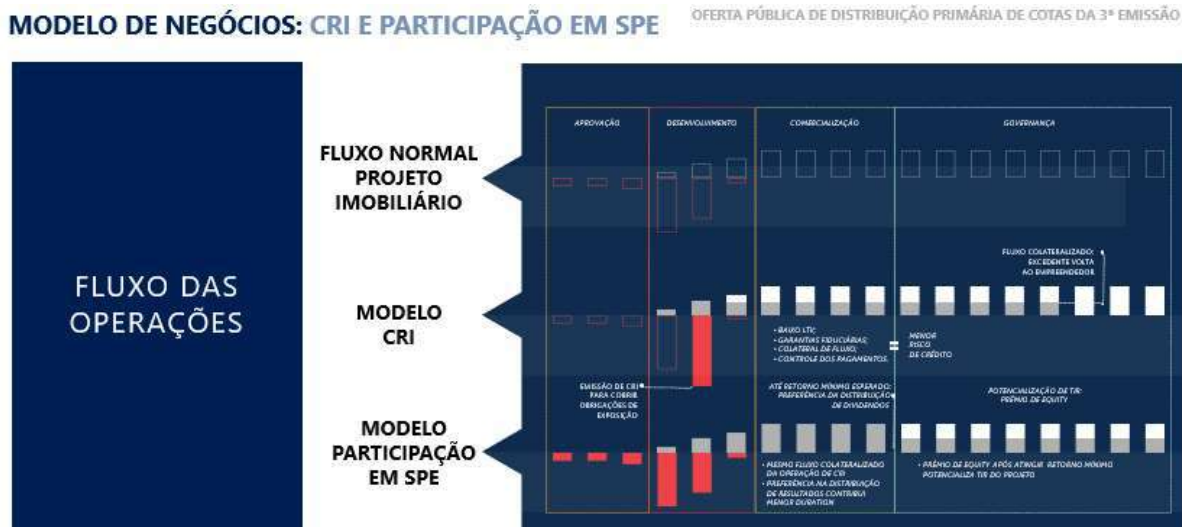 MODELO DE NEGÓCIOS: CRI E PARTICIPAÇÃO EM SPE
OFERTA PÚBLICA DE DISTRIBUIÇÃO PRIMÁRIA DE COTAS DA 3ª EMISSÃO
FLUXO DAS
OPERAÇÕES
FLUXO NORMAL
PROJETO
IMOBILIÁRIO
MODELO
CRI
MODELO
PARTICIPAÇÃO
EM SPE
APROVAÇÃO
DESENVOLVIMENTO
COMERCIALIZAÇÃO
GOVERNANÇA
FLUXO COLATERALIZADO:
EXCEDENTE VOLTA
AO EMPREENDEDOR
• BAIXO LTV;
• GARANTIAS FIDUCIÁRIAS;
• COLATERAL DE FLUXO;
• CONTROLE DOS PAGAMENTOS.
=
MENOR
RISCO
DE CRÉDITO
EMISSÃO DE CRI
PARA COBRIR
OBRIGAÇÕES DE
EXPOSIÇÃO
ATÉ RETORNO MÍNIMO ESPERADO:
PREFERÊNCIA DA DISTRIBUIÇÃO
DE DIVIDENDOS
POTENCIALIZAÇÃO DE TIR:
PRÊMIO DE EQUITY
• MESMO FLUXO COLATERALIZADO
DA OPERAÇÃO DE CRI
• PREFERÊNCIA NA DISTRIBUIÇÃO
DE RESULTADOS CONTRIBUI
MENOR DURATION
• PRÊMIO DE EQUITY APÓS ATINGIR RETORNO MÍNIMO
POTENCIALIZA TIR DO PROJETO